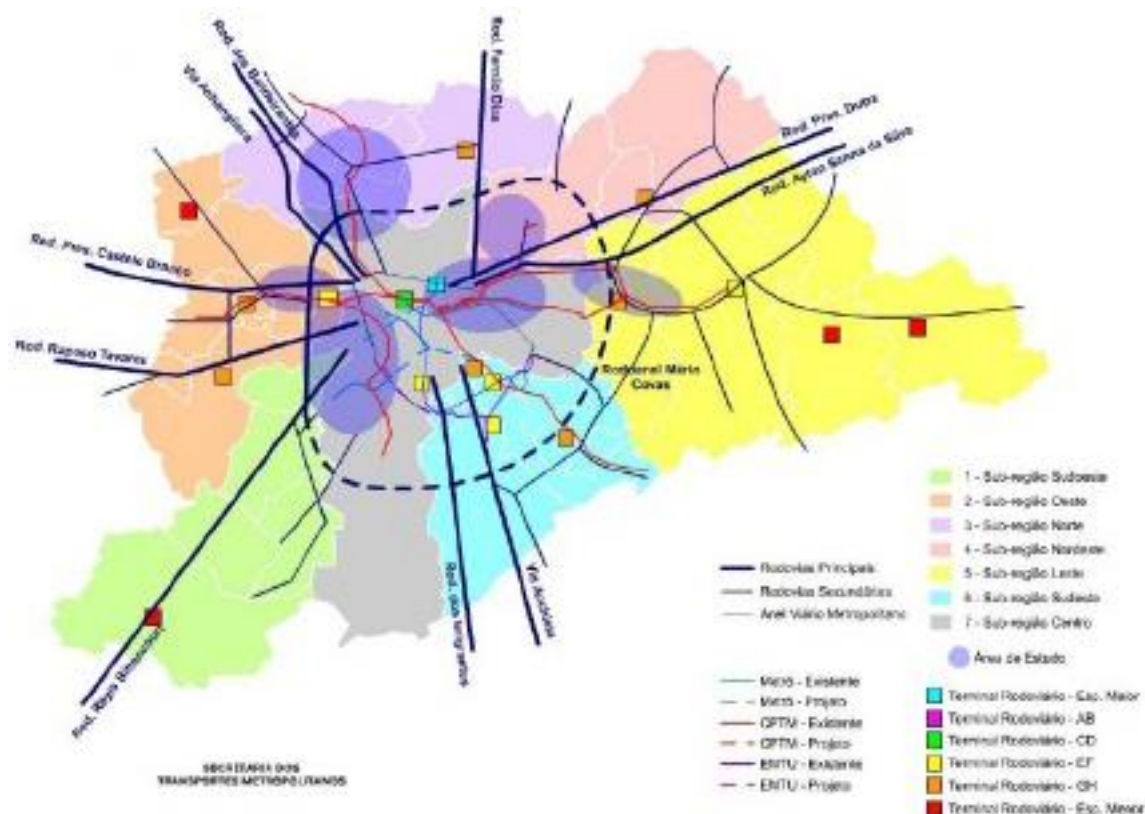 Rod. dos Bandeirantes
Via Anhanguera
Rod. Fernão Dias
Rod. Pres. Dutra
Rod. Ayrton Senna da Silva
Rod. Pres. Castelo Branco
Rod. Raposo Tavares
Rodoanel Mário
Covas
Rod. Régis Bittencourt
Rod. dos Imigrantes
Via Anchieta
1 - Sub-região Sudoeste
2 - Sub-região Oeste
3 - Sub-região Norte
4 - Sub-região Nordeste
5 - Sub-região Leste
6 - Sub-região Sudeste
7 - Sub-região Centro
Área de Estudo
Rodovias Principais
Rodovias Secundárias
Anel Viário Metropolitano
Metrô - Existente
Metrô - Projeto
CPTM - Existente
CPTM - Projeto
EMTU - Existente
EMTU - Projeto
Terminal Rodoviário - Esp. Maior
Terminal Rodoviário - AB
Terminal Rodoviário - CD
Terminal Rodoviário - EF
Terminal Rodoviário - GH
Terminal Rodoviário - Esp. Menor
SECRETARIA DOS
TRANSPORTES METROPOLITANOS